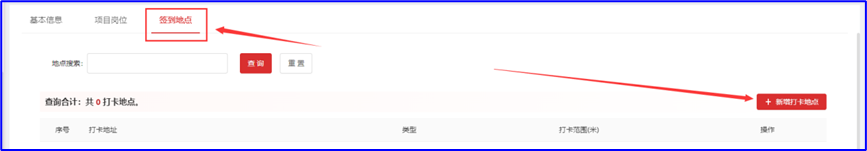 基本信息 项目岗位 签到地点
地点搜索: 查询 重置
查询合计：共 0 打卡地点。 + 新增打卡地点
序号 打卡地址 类型 打卡范围(米) 操作